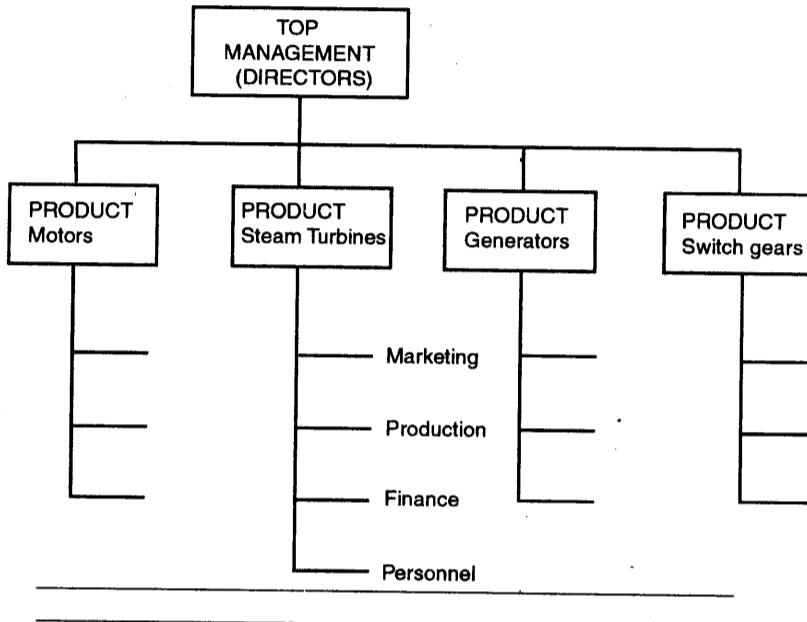 TOP
MANAGEMENT
(DIRECTORS)
PRODUCT
Motors
PRODUCT
Steam Turbines
PRODUCT
Generators
PRODUCT
Switch gears
Marketing
Production
Finance
Personnel